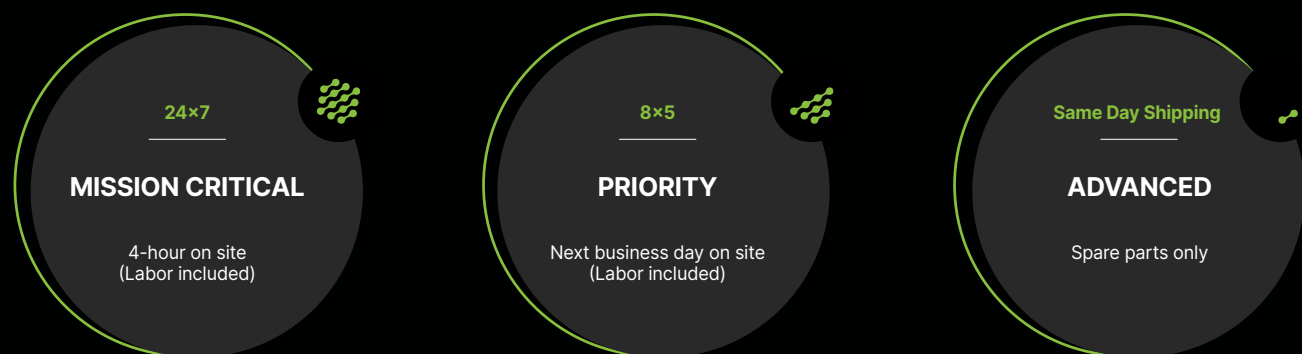 24×7
MISSION CRITICAL
4-hour on site
(Labor included)
8×5
PRIORITY
Next business day on site
(Labor included)
Same Day Shipping
ADVANCED
Spare parts only